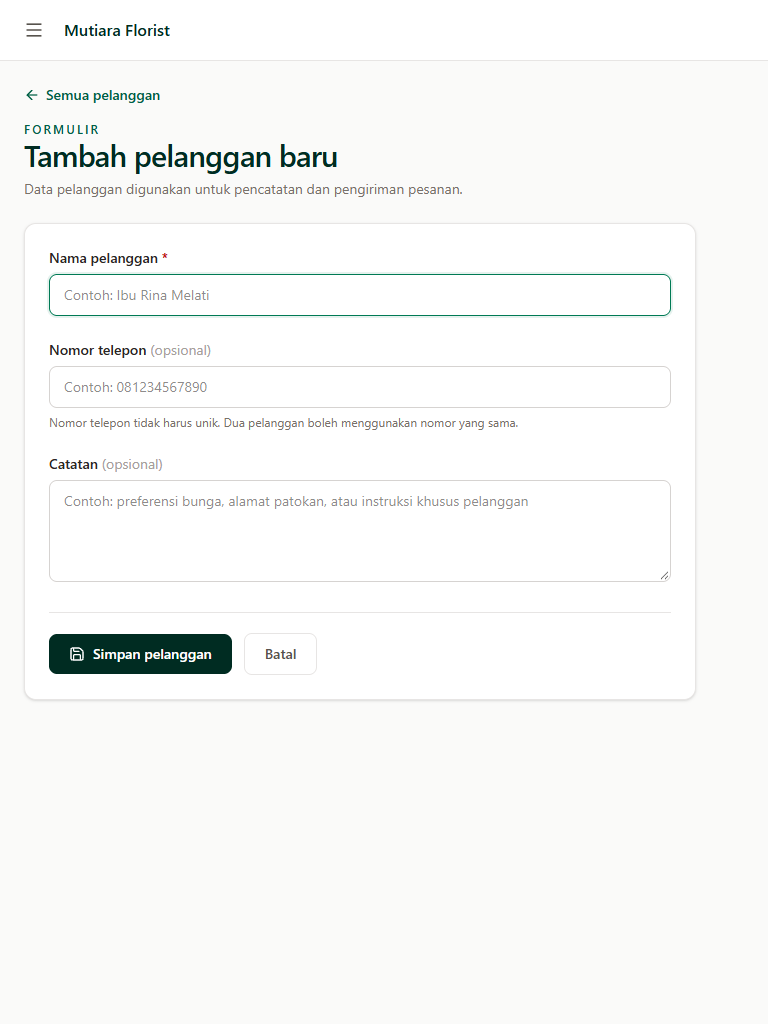 Mutiara Florist
Semua pelanggan
FORMULIR
Tambah pelanggan baru
Data pelanggan digunakan untuk pencatatan dan pengiriman pesanan.
Nama pelanggan *
Contoh: Ibu Rina Melati
Nomor telepon (opsional)
Contoh: 081234567890
Nomor telepon tidak harus unik. Dua pelanggan boleh menggunakan nomor yang sama.
Catatan (opsional)
Contoh: preferensi bunga, alamat patokan, atau instruksi khusus pelanggan
Simpan pelanggan
Batal